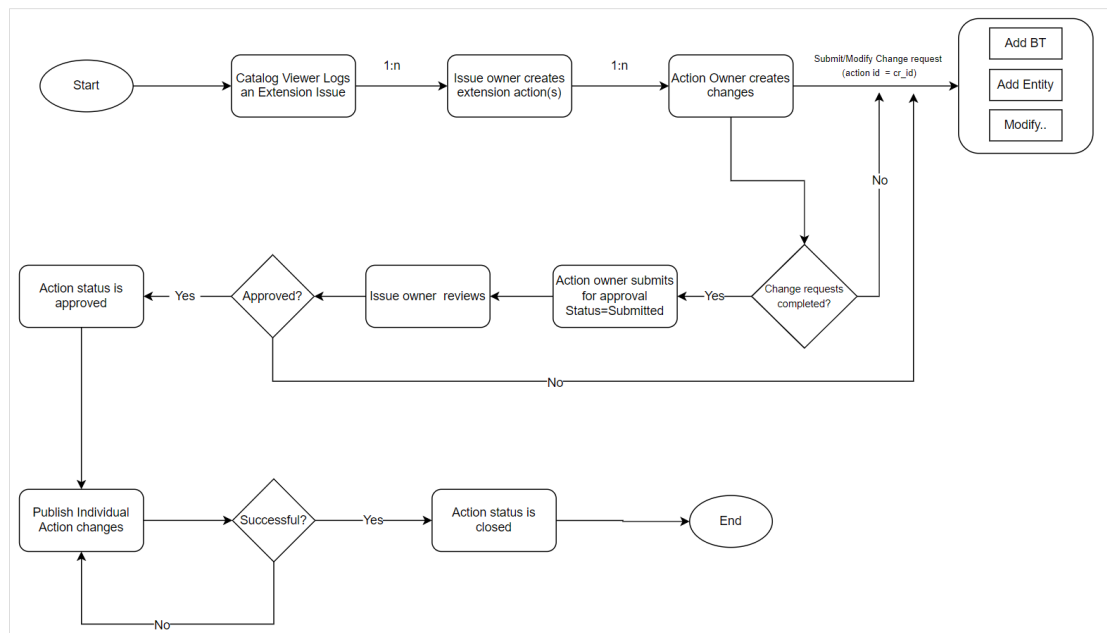 Start
Catalog Viewer Logs
an Extension Issue
1:n
Issue owner creates
extension action(s)
1:n
Action Owner creates
changes
Submit/Modify Change request
(action id = cr_id)
Add BT
Add Entity
Modify..
No
Action status is
approved
Yes
Approved?
Issue owner reviews
Action owner submits
for approval
Status=Submitted
Yes
Change requests
completed?
No
Publish Individual
Action changes
Successful?
Yes
Action status is
closed
End
No